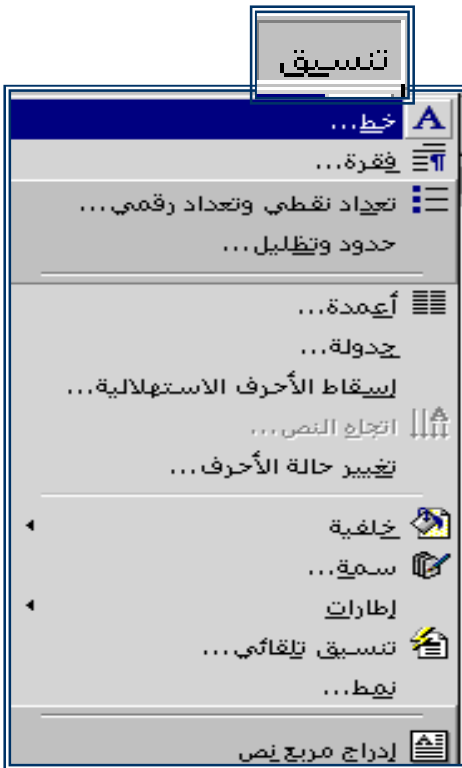 تنسيق
خط...
فقرة...
تعداد نقطي وتعداد رقمي...
حدود وتظليل...
أعمدة...
جدولة...
إسقاط الأحرف الاستهلالية...
اتجاه النص...
تغيير حالة الأحرف...
خلفية
سمة...
إطارات
تنسيق تلقائي...
نمط...
إدراج مربع نص